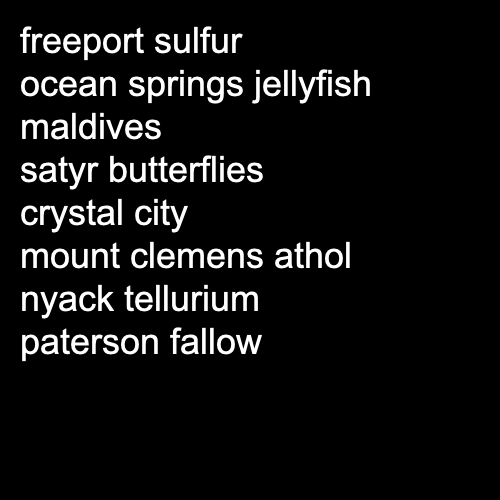 freeport sulfur
ocean springs jellyfish
maldives
satyr butterflies
crystal city
mount clemens athol
nyack tellurium
paterson fallow